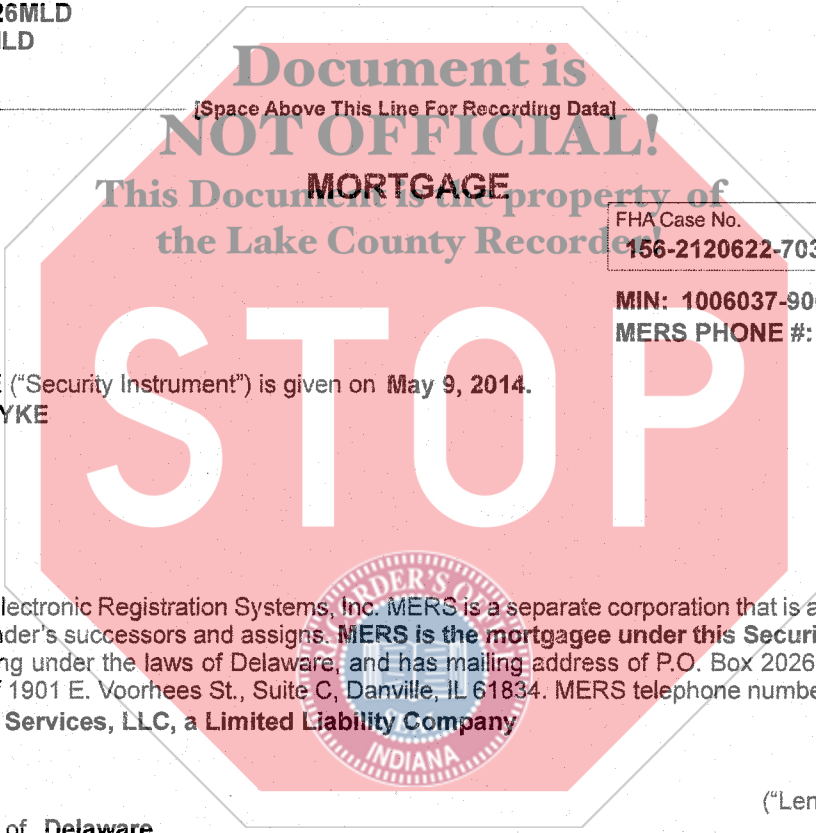 26MLD
MLD
Document is
[Space Above This Line For Recording Data]
NOT OFFICIAL!
MORTGAGE
This Document is the property of
the Lake County Recorder!
FHA Case No.
156-2120622-703
MIN: 1006037-90
MERS PHONE #:
STOP
("Security Instrument") is given on May 9, 2014.
YKE
lectronic Registration Systems, Inc. MERS is a separate corporation that is a
nder's successors and assigns. MERS is the mortgagee under this Securi
ng under the laws of Delaware, and has mailing address of P.O. Box 2026
1901 E. Voorhees St., Suite C, Danville, IL 61834. MERS telephone numbe
Services, LLC, a Limited Liability Company
RDER'S OF
SEAL
INDIANA
("Len
of Delaware